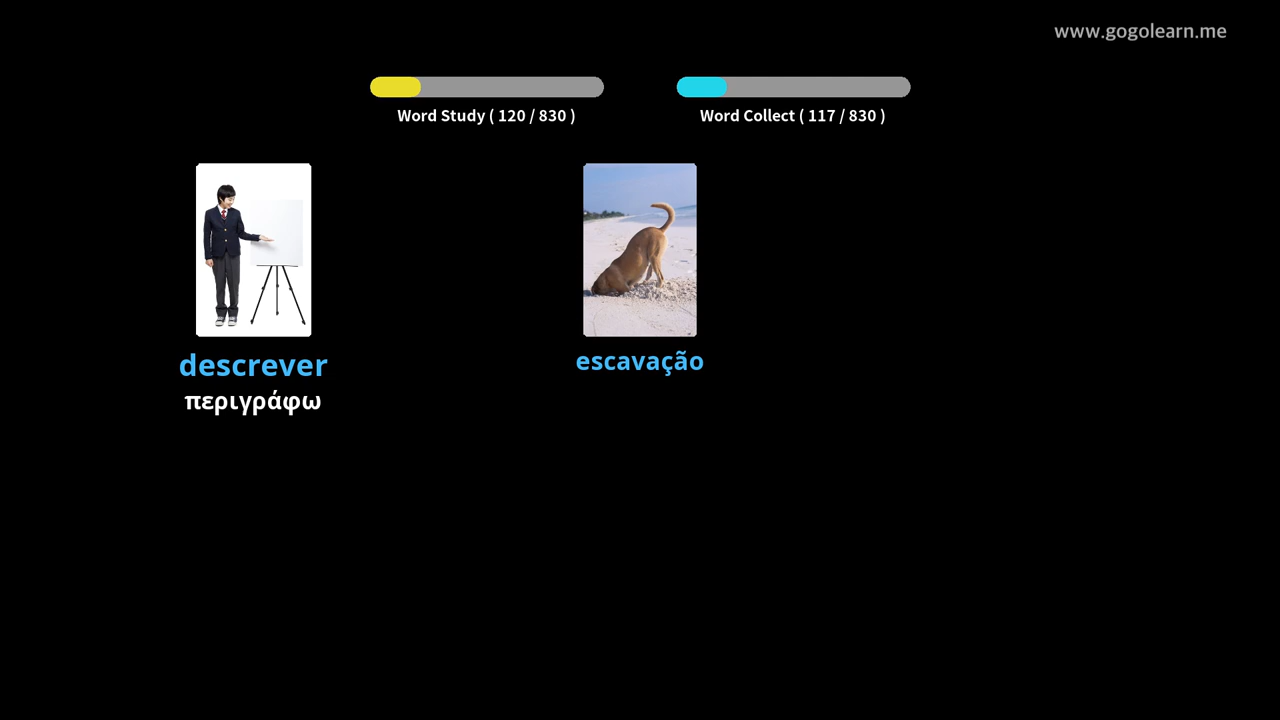 www.gogolearn.me
Word Study ( 120 / 830 )
Word Collect ( 117 / 830 )
descrever
περιγράφω
escavação